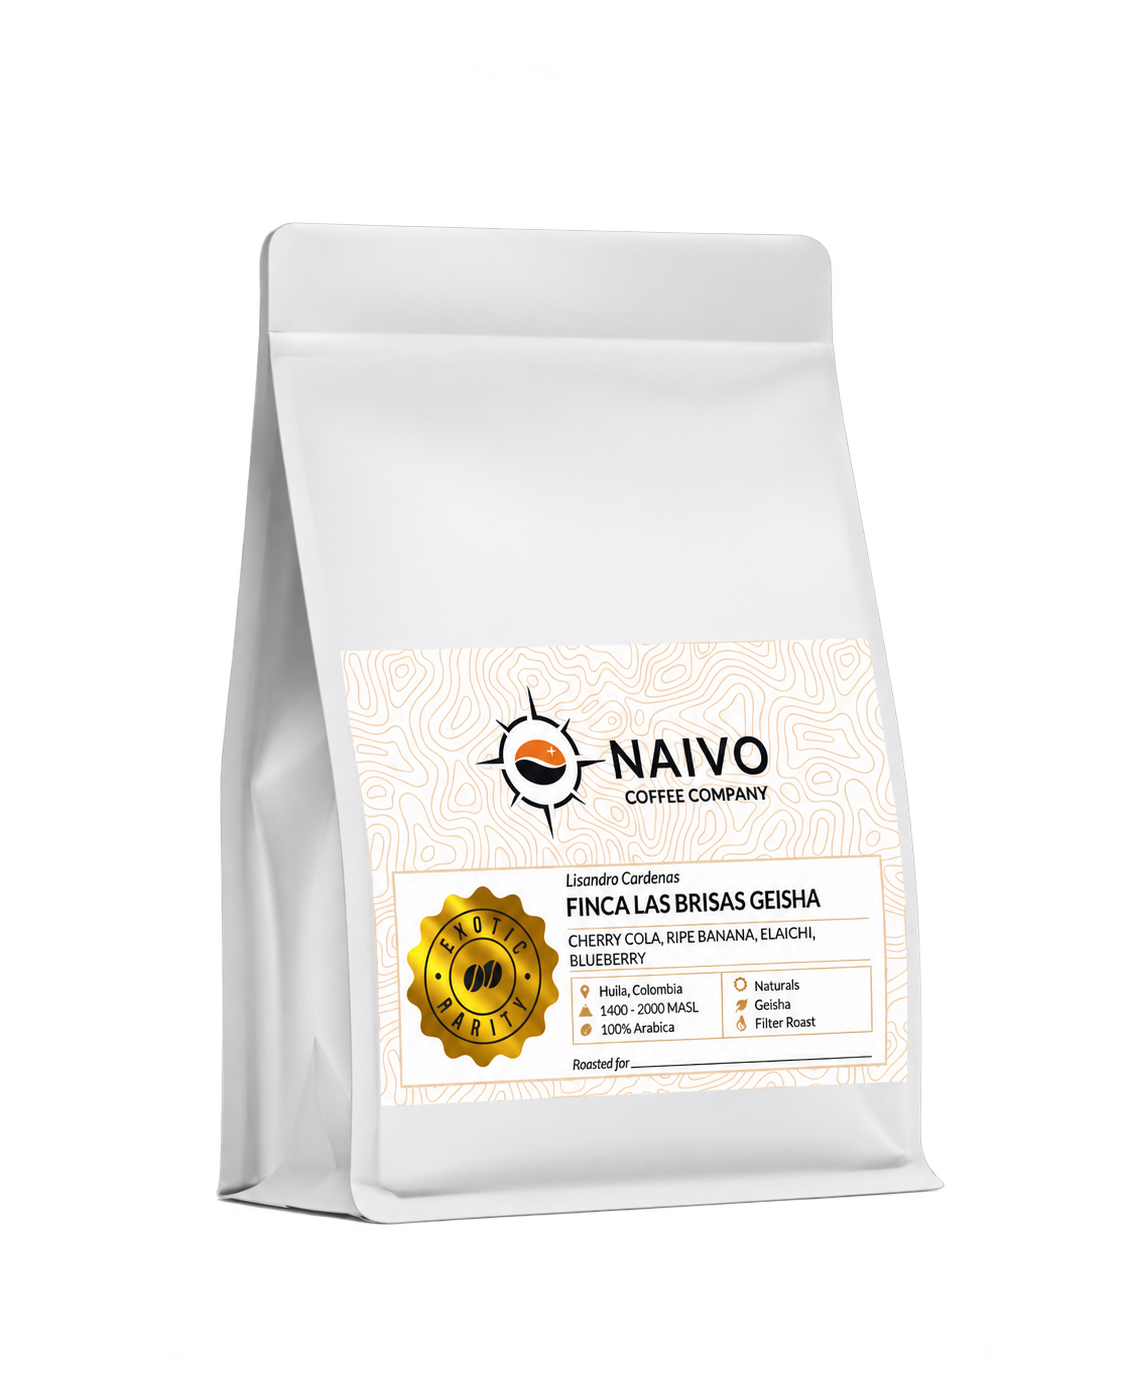 NAIVO
COFFEE COMPANY
EXOTIC
RARITY
Lisandro Cardenas
FINCA LAS BRISAS GEISHA
CHERRY COLA, RIPE BANANA, ELAICHI,
BLUEBERRY
Huila, Colombia
1400 - 2000 MASL
100% Arabica
Naturals
Geisha
Filter Roast
Roasted for